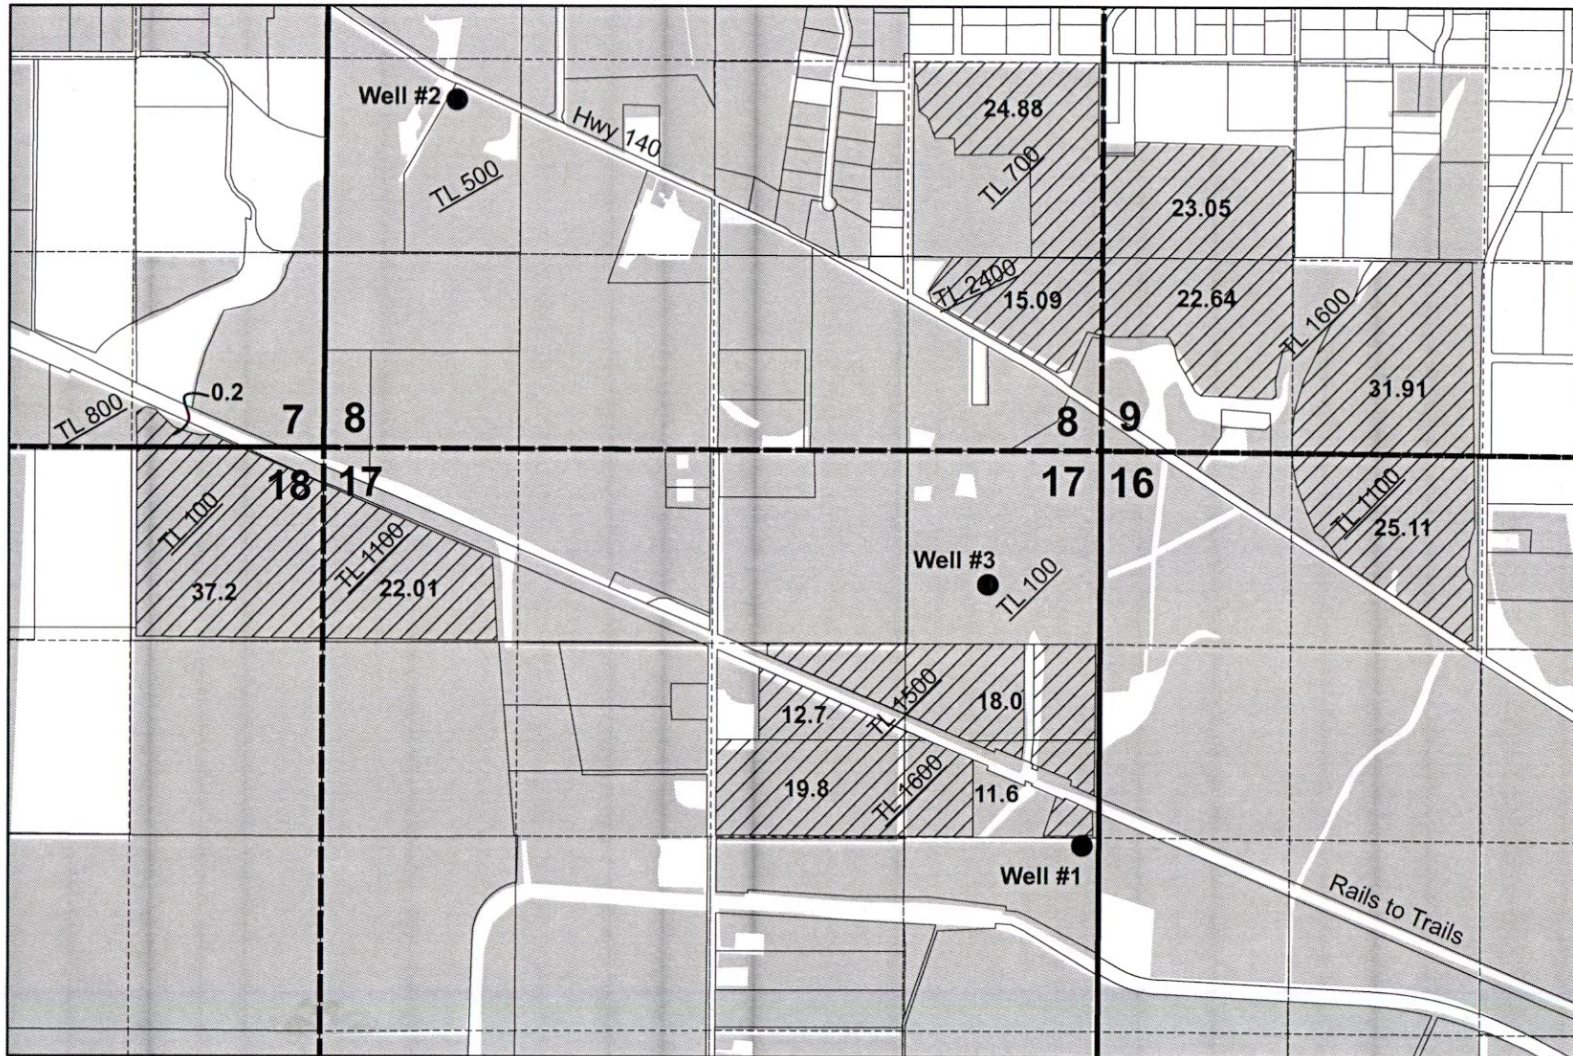 Well #2
Hwy 140
24.88
TL 500
TL 700
23.05
TL 2400
15.09
22.64
TL 1600
31.91
0.2
TL 800
7
8
8
9
18
17
17
16
TL 100
TL 1100
TL 1100
25.11
37.2
22.01
Well #3
TL 100
12.7
TL 1500
18.0
19.8
TL 1600
11.6
Well #1
Rails to Trails